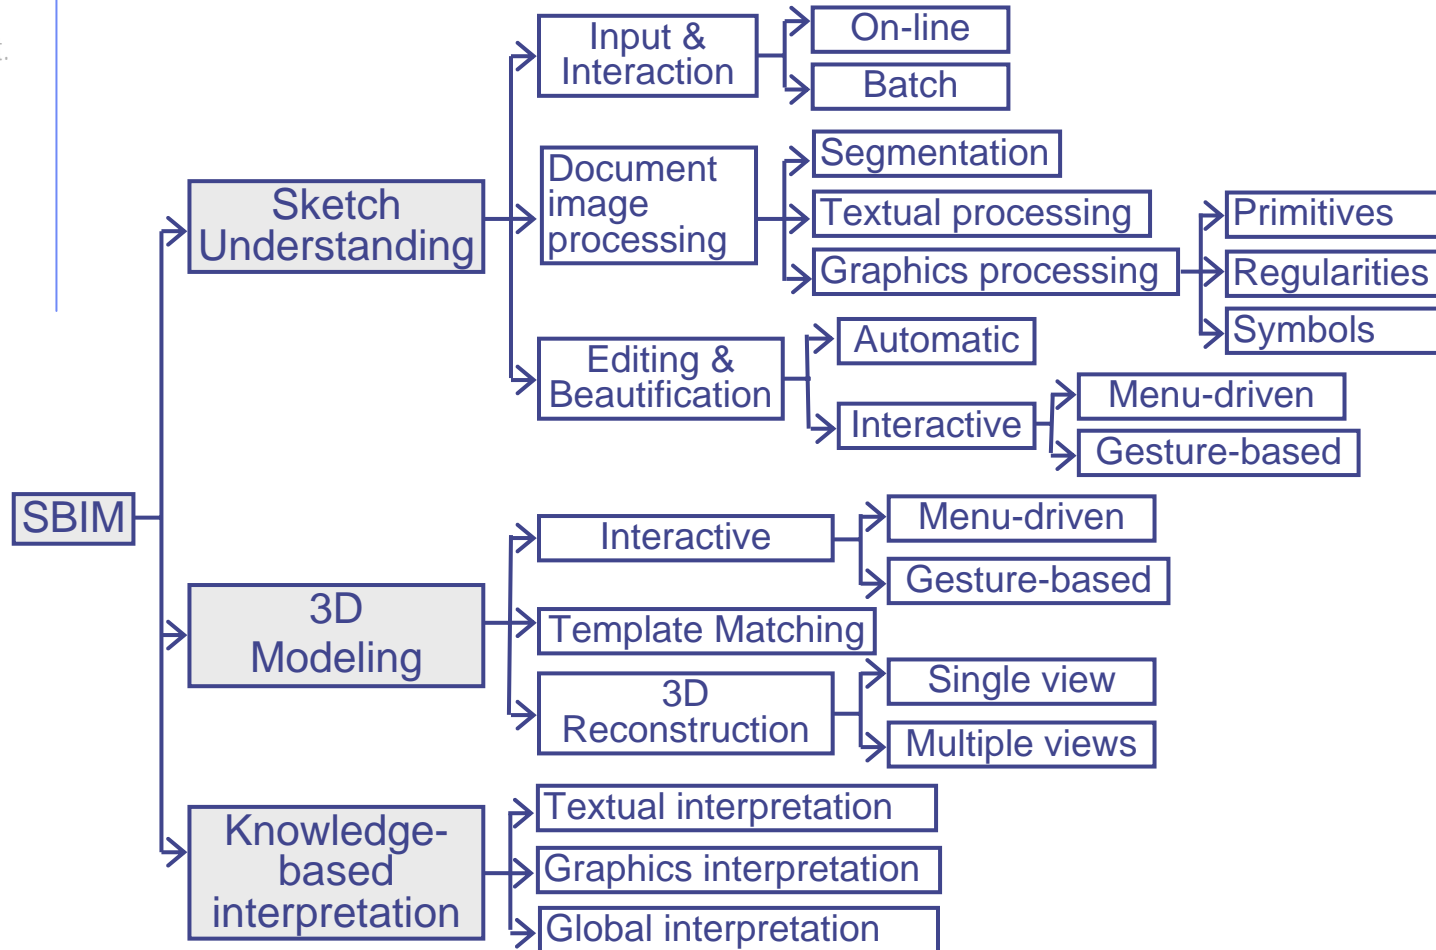 Input &
Interaction
On-line
Batch
t.
Document
image
processing
Segmentation
Textual processing
Graphics processing
Primitives
Regularities
Symbols
Sketch
Understanding
Editing &
Beautification
Automatic
Interactive
Menu-driven
Gesture-based
SBIM
3D
Modeling
Interactive
Menu-driven
Gesture-based
Template Matching
3D
Reconstruction
Single view
Multiple views
Knowledge-
based
interpretation
Textual interpretation
Graphics interpretation
Global interpretation